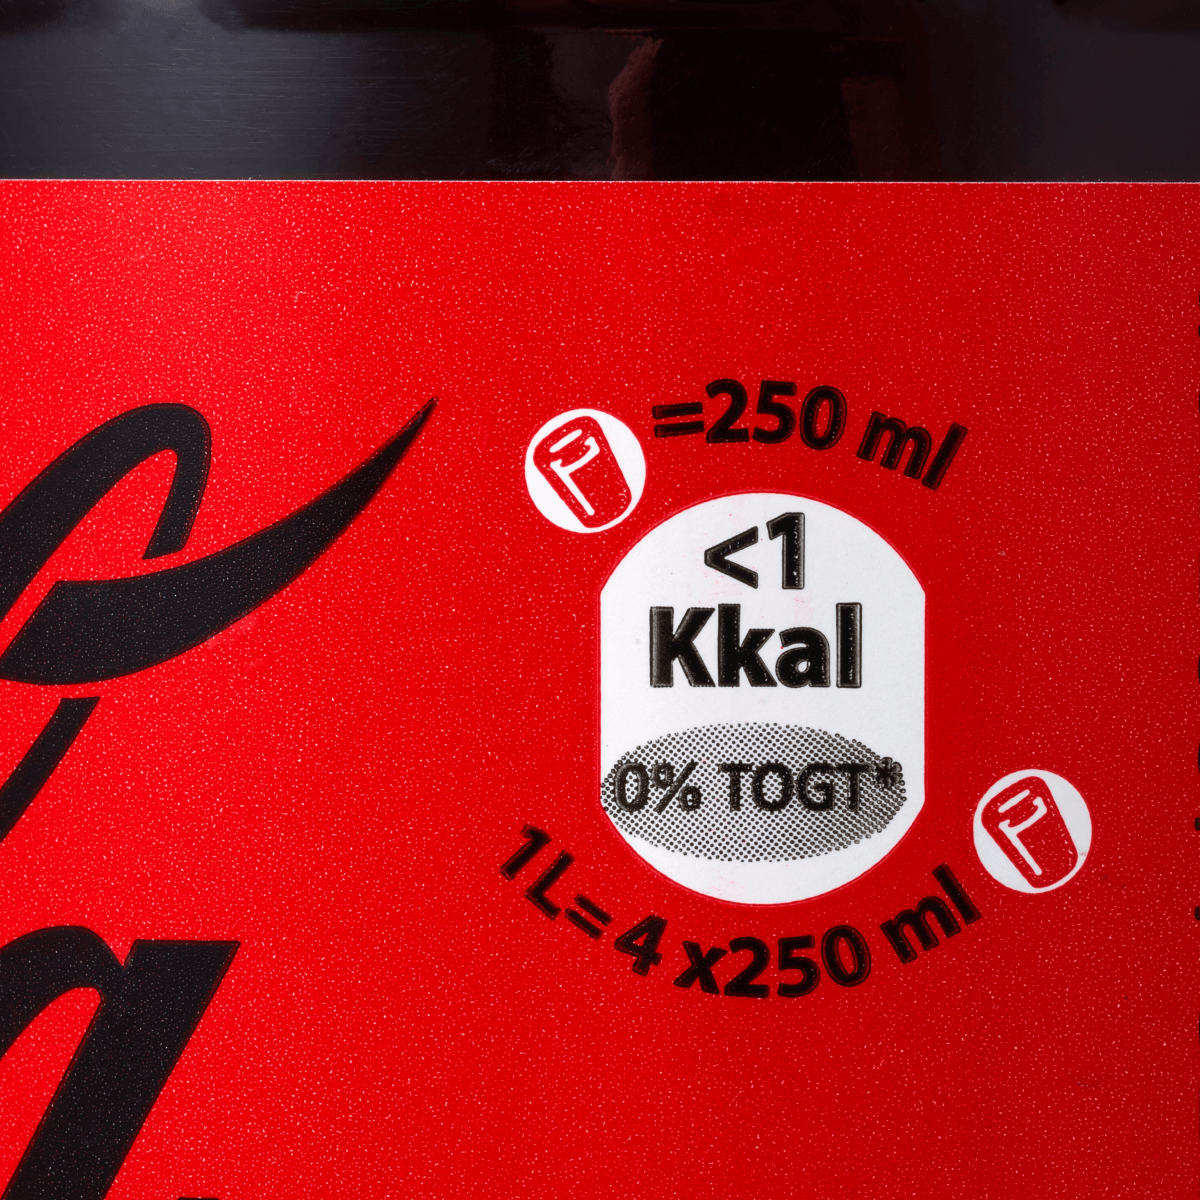 =250 ml
<1
Kkal
0% TOGT*
1L=4 x250 ml